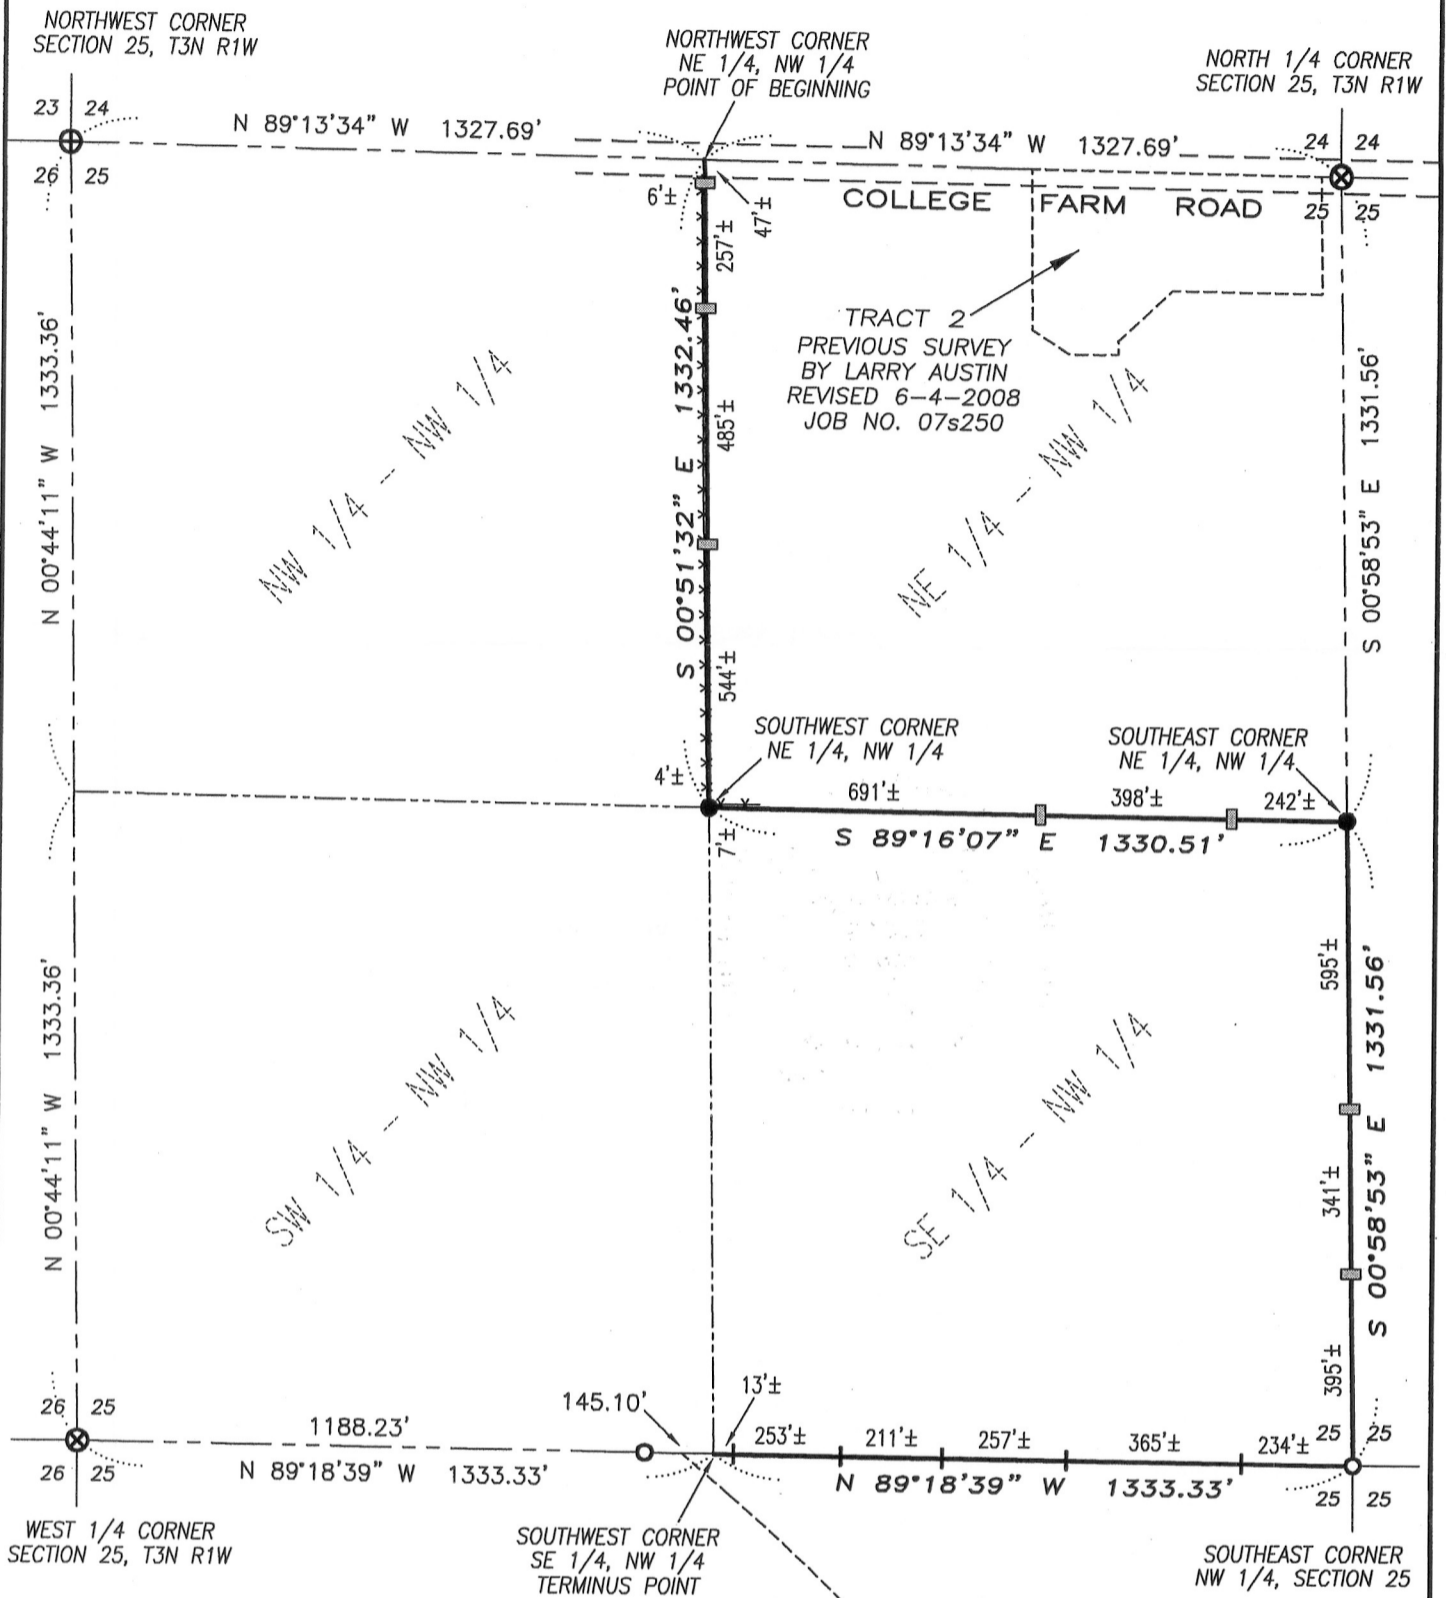 NORTHWEST CORNER
SECTION 25, T3N R1W
NORTHWEST CORNER
NE 1/4, NW 1/4
POINT OF BEGINNING
NORTH 1/4 CORNER
SECTION 25, T3N R1W
23 24
26 25
N 89°13'34" W 1327.69'
N 89°13'34" W 1327.69'
24 24
25 25
6'±
47'±
COLLEGE FARM ROAD
257'±
TRACT 2
PREVIOUS SURVEY
BY LARRY AUSTIN
REVISED 6-4-2008
JOB NO. 07s250
N 00°44'11" W 1333.36'
NW 1/4 - NW 1/4
S 00°51'32" E 1332.46'
485'±
544'±
NE 1/4 - NW 1/4
S 00°58'53" E 1331.56'
SOUTHWEST CORNER
NE 1/4, NW 1/4
SOUTHEAST CORNER
NE 1/4, NW 1/4
4'±
7'±
691'±
398'±
242'±
S 89°16'07" E 1330.51'
N 00°44'11" W 1333.36'
SW 1/4 - NW 1/4
SE 1/4 - NW 1/4
595'±
341'±
395'±
S 00°58'53" E 1331.56'
26 25
26 25
1188.23'
N 89°18'39" W 1333.33'
145.10'
13'±
253'±
211'±
257'±
365'±
234'±
N 89°18'39" W 1333.33'
25 25
25 25
WEST 1/4 CORNER
SECTION 25, T3N R1W
SOUTHWEST CORNER
SE 1/4, NW 1/4
TERMINUS POINT
SOUTHEAST CORNER
NW 1/4, SECTION 25